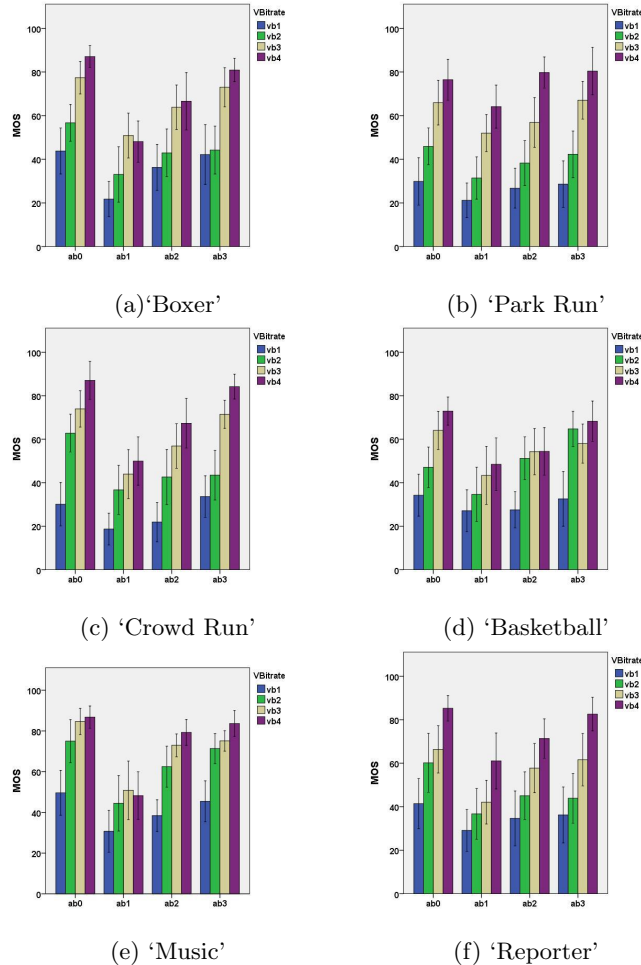 VBitrate
vb1
vb2
vb3
vb4
MOS
100
80
60
40
20
0
ab0 ab1 ab2 ab3
(a)‘Boxer’
VBitrate
vb1
vb2
vb3
vb4
MOS
100
80
60
40
20
0
ab0 ab1 ab2 ab3
(b) ‘Park Run’
VBitrate
vb1
vb2
vb3
vb4
MOS
100
80
60
40
20
0
ab0 ab1 ab2 ab3
(c) ‘Crowd Run’
VBitrate
vb1
vb2
vb3
vb4
MOS
100
80
60
40
20
0
ab0 ab1 ab2 ab3
(d) ‘Basketball’
VBitrate
vb1
vb2
vb3
vb4
MOS
100
80
60
40
20
0
ab0 ab1 ab2 ab3
(e) ‘Music’
VBitrate
vb1
vb2
vb3
vb4
MOS
100
80
60
40
20
0
ab0 ab1 ab2 ab3
(f) ‘Reporter’